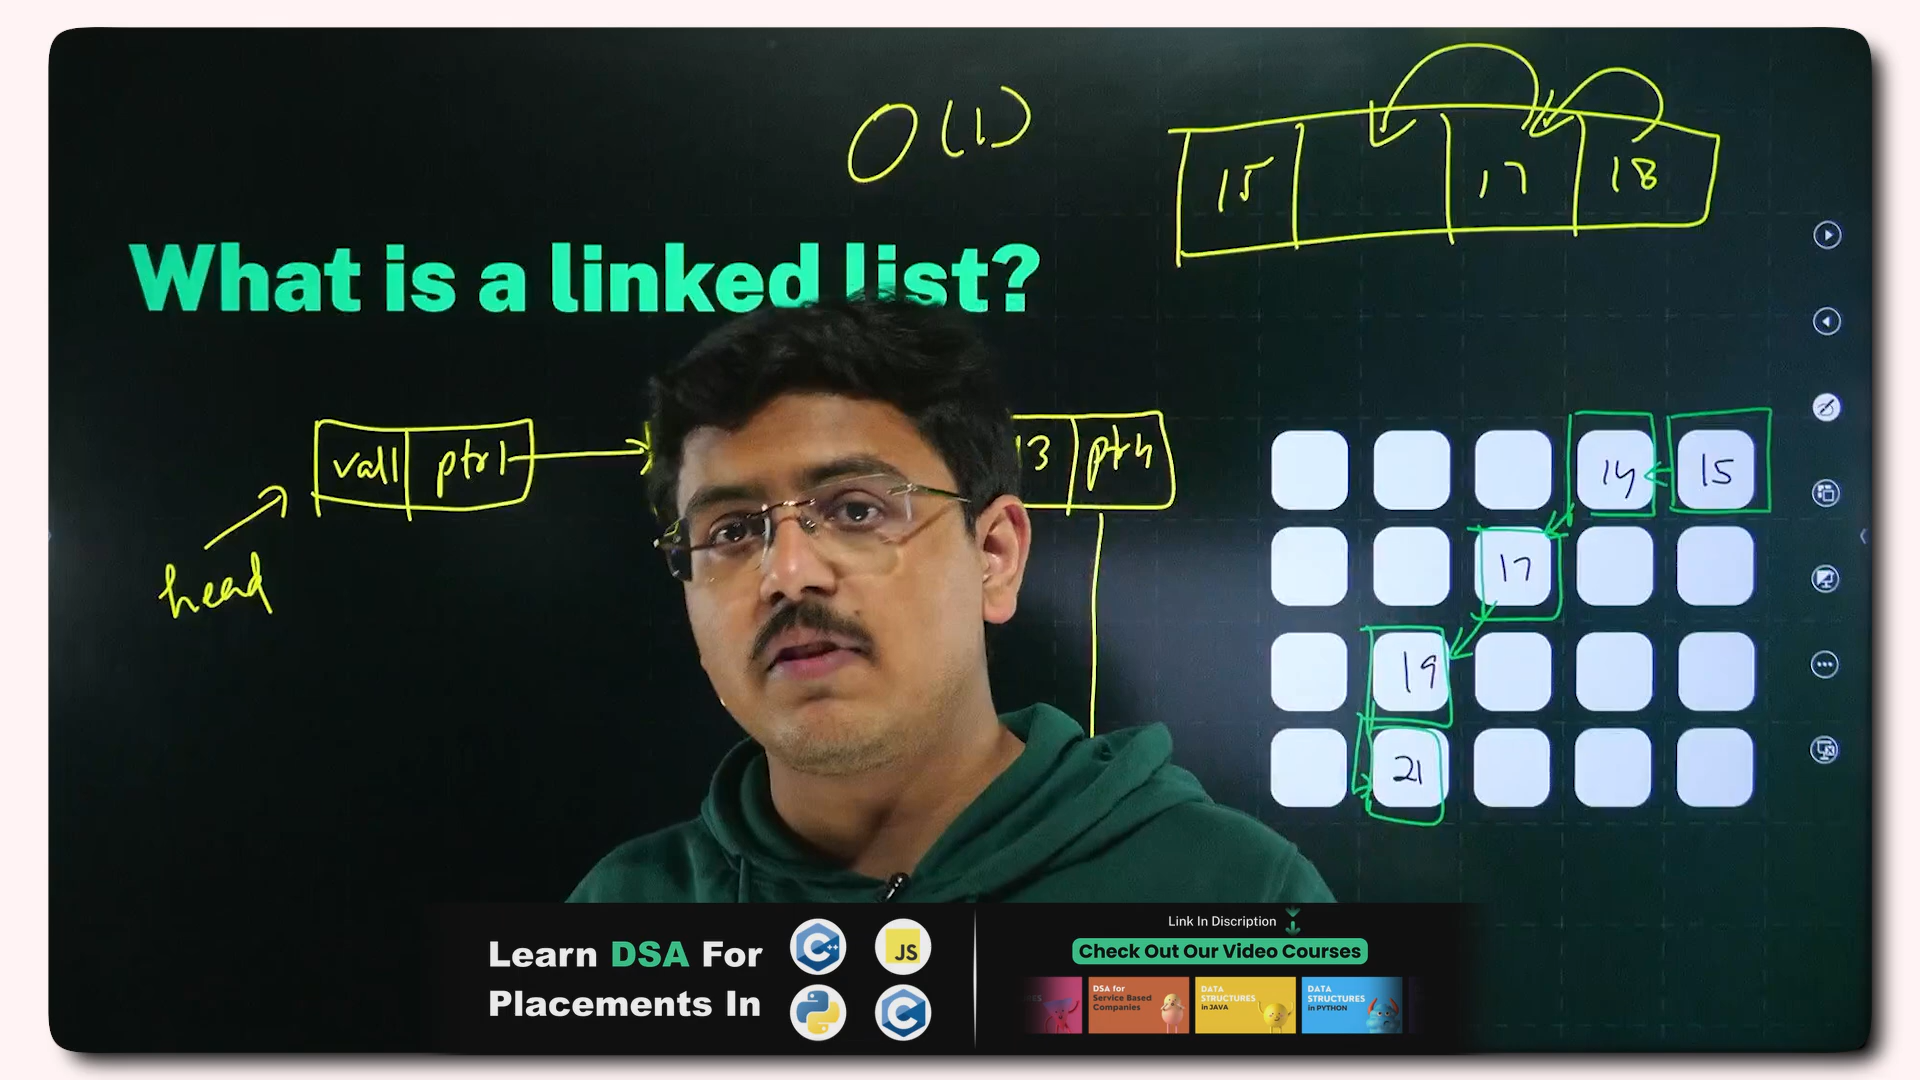 O(1)
15 17 18
What is a linked list?
val1 ptr1
3 ptr4
head
14 15
17
19
21
Learn DSA For
Placements In
C++
JS
C
Link In Discription
Check Out Our Video Courses
DSA for
Service Based
Companies
DATA
STRUCTURES
in JAVA
DATA
STRUCTURES
in PYTHON